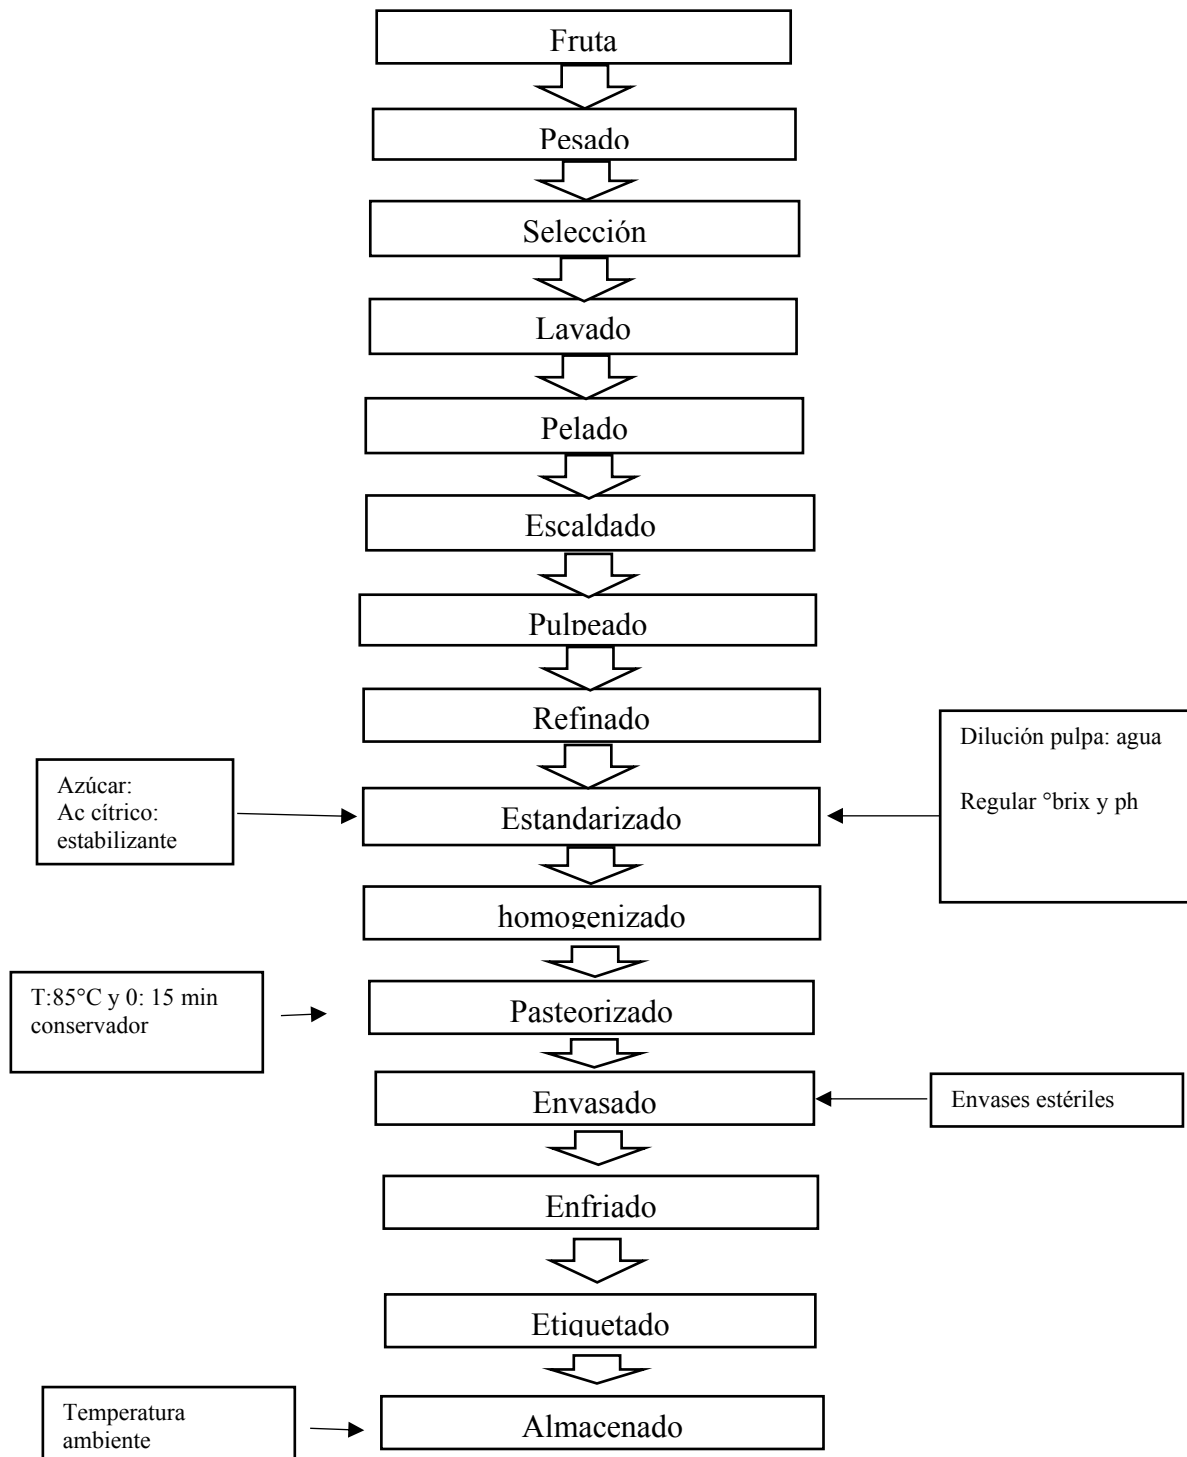 Fruta
Pesado
Selección
Lavado
Pelado
Escaldado
Pulpeado
Refinado
Dilución pulpa: agua
Regular °brix y ph
Azúcar:
Ac cítrico:
estabilizante
Estandarizado
homogenizado
T:85°C y 0: 15 min
conservador
Pasteorizado
Envasado
Envases estériles
Enfriado
Etiquetado
Temperatura
ambiente
Almacenado